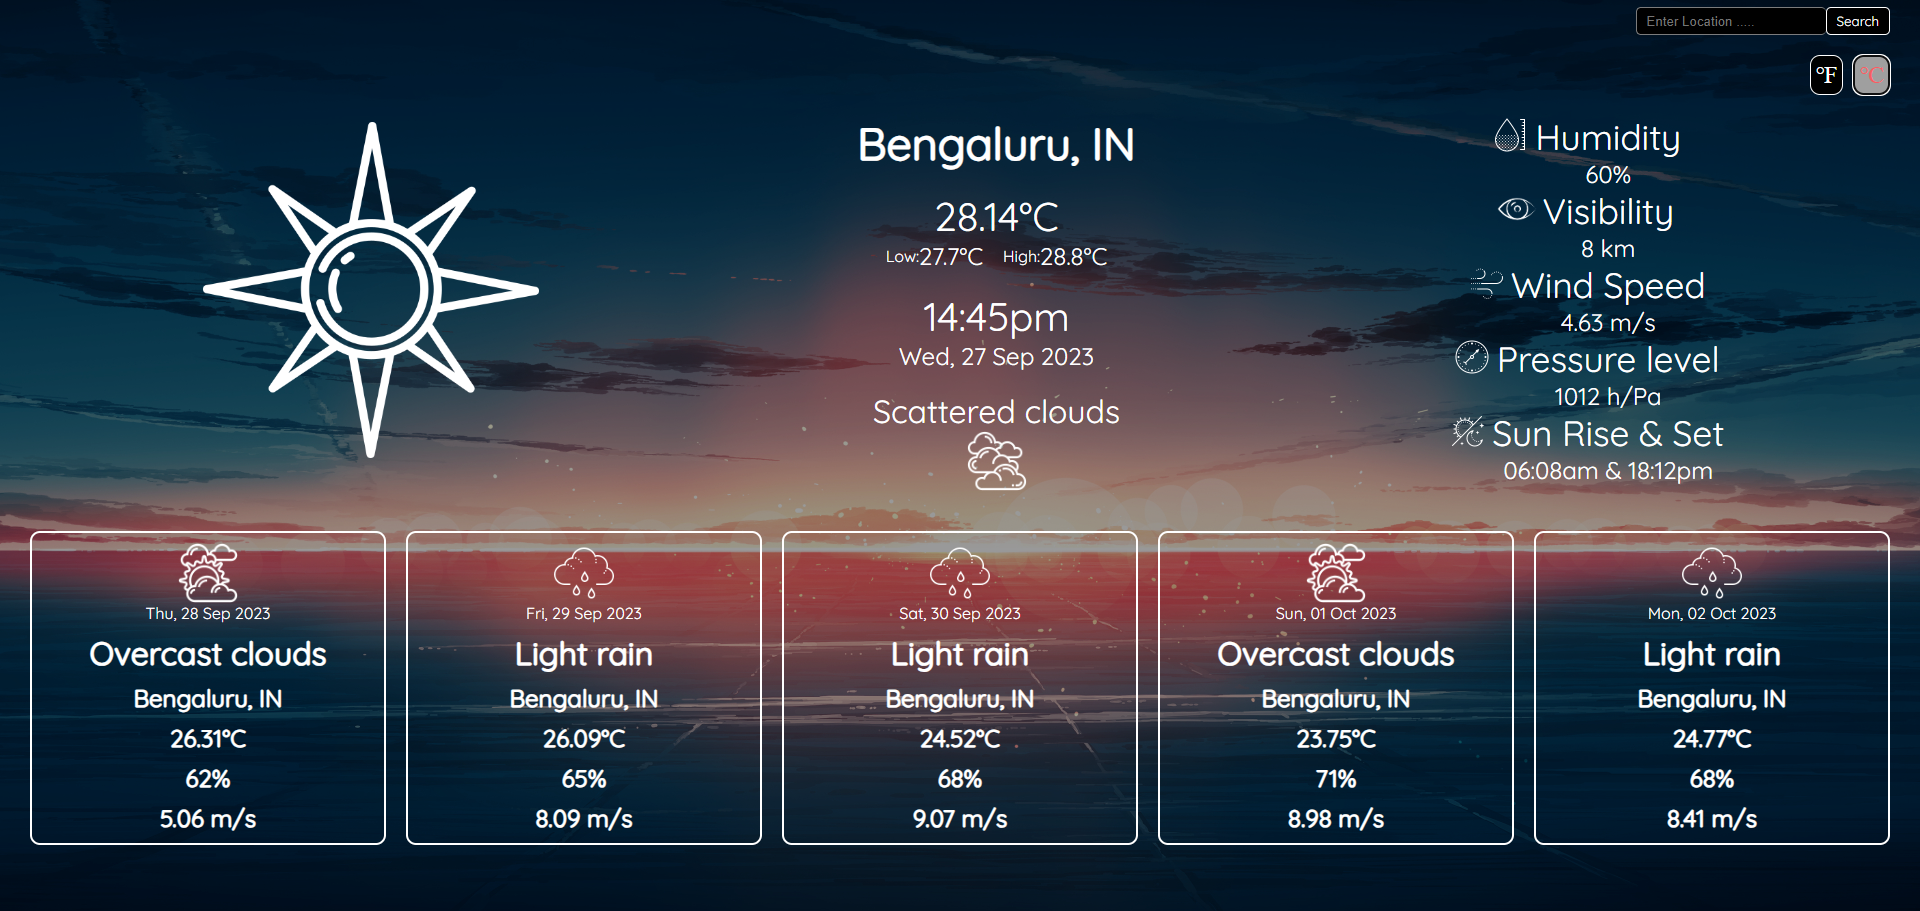 Enter Location .....
Search
°F
°C
Bengaluru, IN
28.14°C
Low:27.7°C High:28.8°C
14:45pm
Wed, 27 Sep 2023
Scattered clouds
Humidity
60%
Visibility
8 km
Wind Speed
4.63 m/s
Pressure level
1012 h/Pa
Sun Rise & Set
06:08am & 18:12pm
Thu, 28 Sep 2023
Overcast clouds
Bengaluru, IN
26.31°C
62%
5.06 m/s
Fri, 29 Sep 2023
Light rain
Bengaluru, IN
26.09°C
65%
8.09 m/s
Sat, 30 Sep 2023
Light rain
Bengaluru, IN
24.52°C
68%
9.07 m/s
Sun, 01 Oct 2023
Overcast clouds
Bengaluru, IN
23.75°C
71%
8.98 m/s
Mon, 02 Oct 2023
Light rain
Bengaluru, IN
24.77°C
68%
8.41 m/s